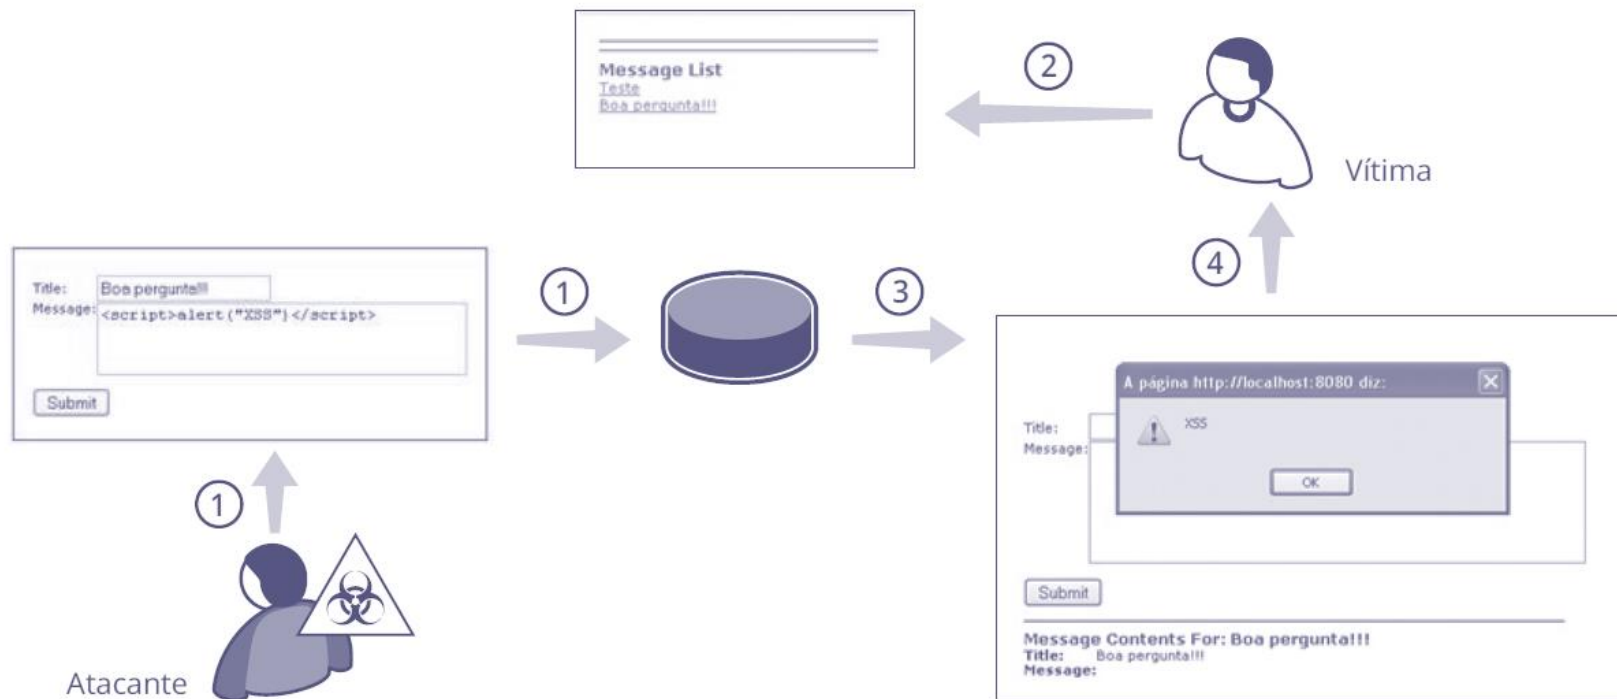 Message List
Teste
Boa pergunta!!!
2
Vítima
Title: Boa pergunta!!!
Message: <script>alert("XSS")</script>
Submit
1
3
4
A página http://localhost:8080 diz:
XSS
OK
Title:
Message:
Submit
Message Contents For: Boa pergunta!!!
Title: Boa pergunta!!!
Message:
1
Atacante